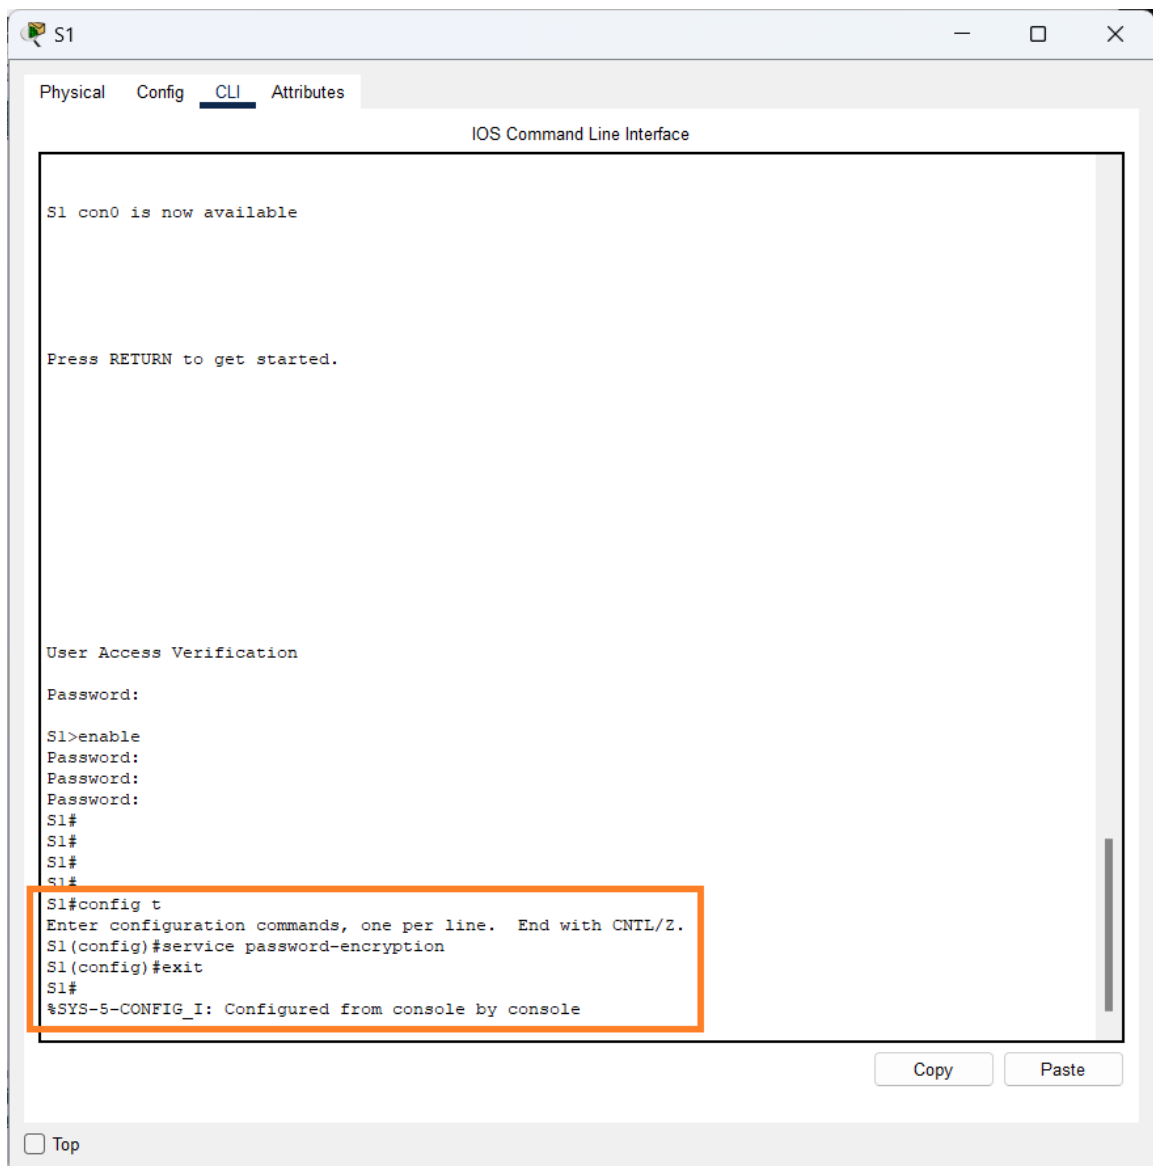 S1
Physical Config CLI Attributes
IOS Command Line Interface
S1 con0 is now available
Press RETURN to get started.
User Access Verification
Password:
S1>enable
Password:
Password:
Password:
S1#
S1#
S1#
S1#
S1#config t
Enter configuration commands, one per line.  End with CNTL/Z.
S1(config)#service password-encryption
S1(config)#exit
S1#
%SYS-5-CONFIG_I: Configured from console by console
Copy Paste
Top